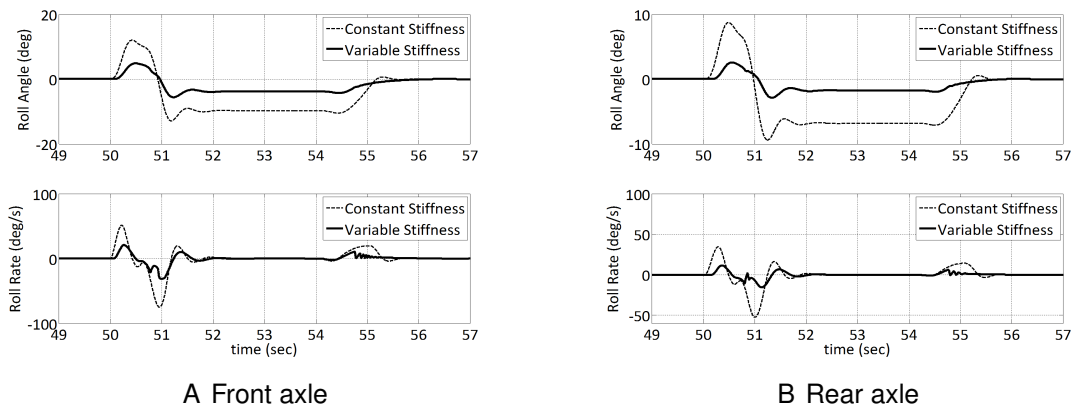 20
Constant Stiffness
Variable Stiffness
0
-20
Roll Angle (deg)
49 50 51 52 53 54 55 56 57
100
Constant Stiffness
Variable Stiffness
0
-100
Roll Rate (deg/s)
49 50 51 52 53 54 55 56 57
time (sec)
A Front axle
10
Constant Stiffness
Variable Stiffness
0
-10
Roll Angle (deg)
49 50 51 52 53 54 55 56 57
100
Constant Stiffness
Variable Stiffness
50
0
-50
Roll Rate (deg/s)
49 50 51 52 53 54 55 56 57
time (sec)
B Rear axle